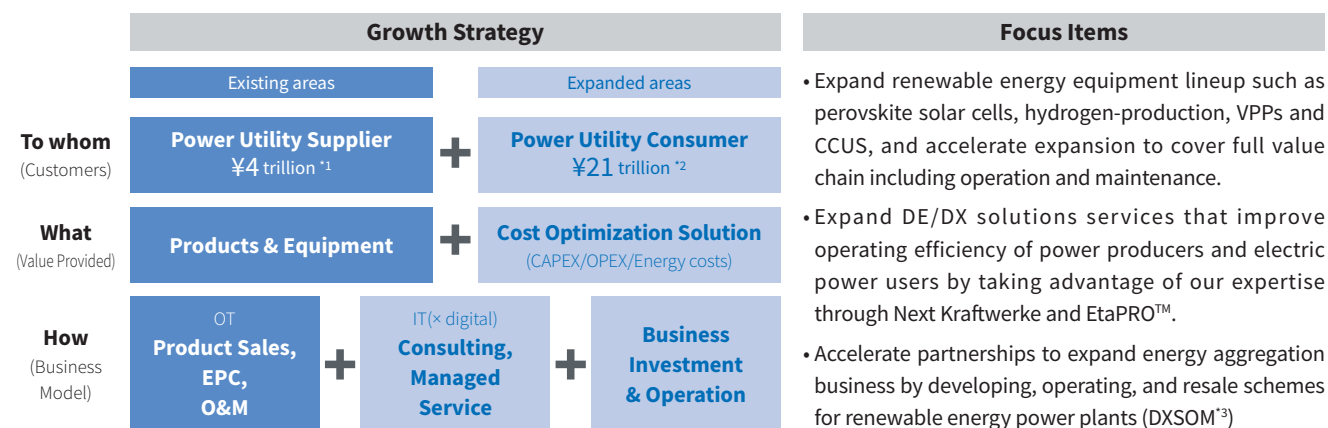 Growth Strategy
Existing areas
Expanded areas
To whom
(Customers)
Power Utility Supplier
¥4 trillion *1
+
Power Utility Consumer
¥21 trillion *2
What
(Value Provided)
Products & Equipment
+
Cost Optimization Solution
(CAPEX/OPEX/Energy costs)
How
(Business
Model)
OT
Product Sales,
EPC,
O&M
+
IT(× digital)
Consulting,
Managed
Service
+
Business
Investment
& Operation
Focus Items
• Expand renewable energy equipment lineup such as
perovskite solar cells, hydrogen-production, VPPs and
CCUS, and accelerate expansion to cover full value
chain including operation and maintenance.
• Expand DE/DX solutions services that improve
operating efficiency of power producers and electric
power users by taking advantage of our expertise
through Next Kraftwerke and EtaPRO™.
• Accelerate partnerships to expand energy aggregation
business by developing, operating, and resale schemes
for renewable energy power plants (DXSOM*3)